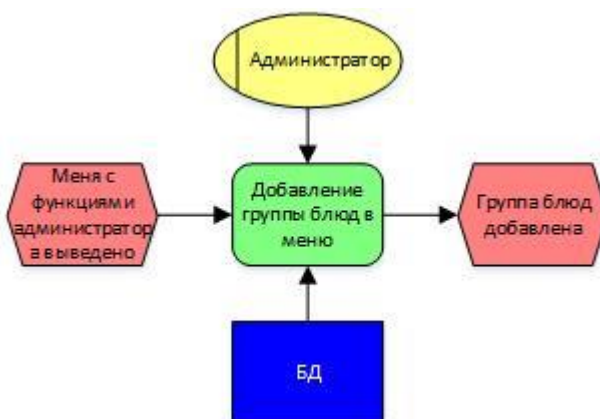 Администратор
Меня с
функциями
администратор
а выведено
Добавление
группы блюд в
меню
Группа блюд
добавлена
БД